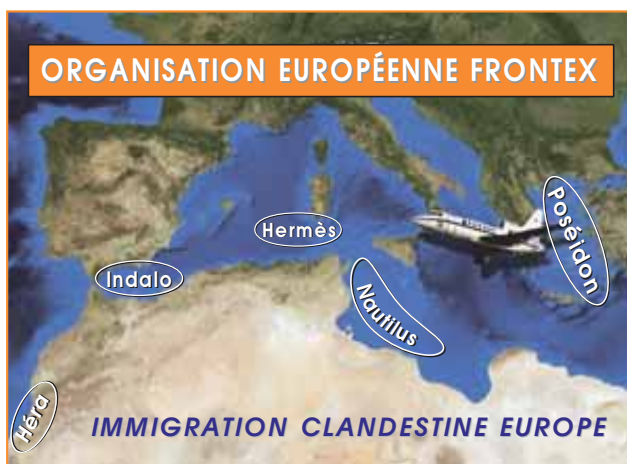 ORGANISATION EUROPÉENNE FRONTEX
Poséidon
Hermès
Indalo
Nautilus
Héra
IMMIGRATION CLANDESTINE EUROPE